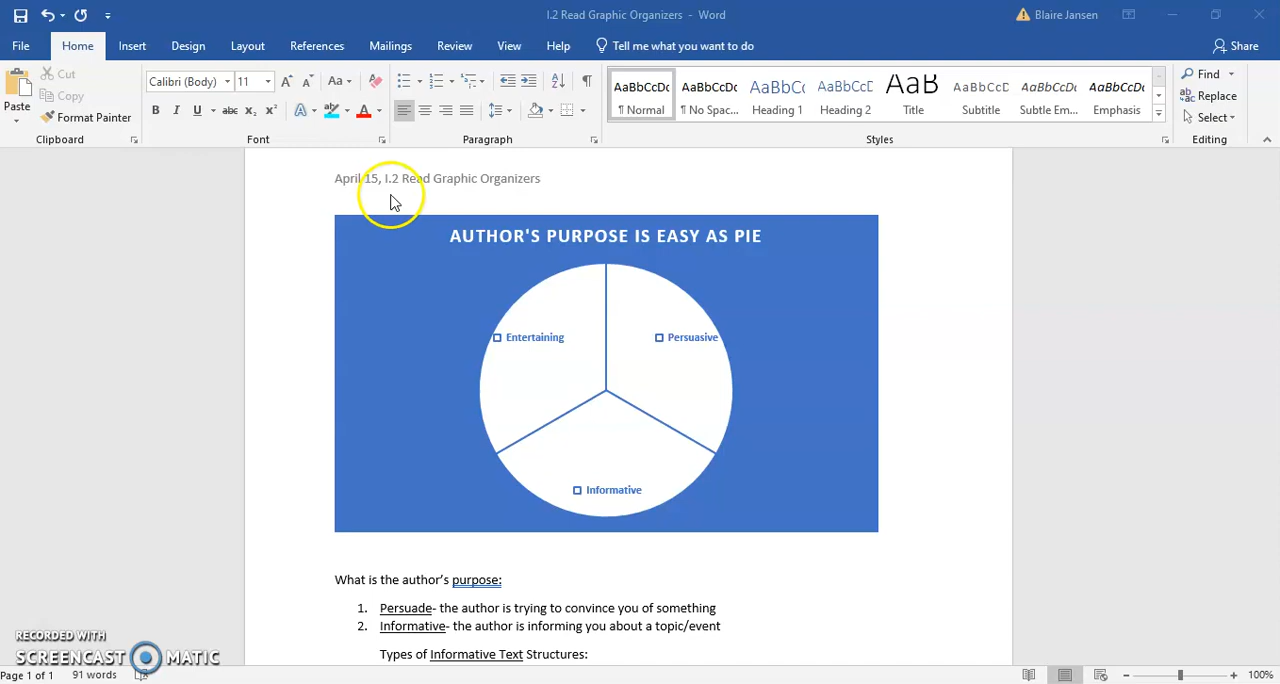 I.2 Read Graphic Organizers - Word
Blaire Jansen
File Home Insert Design Layout References Mailings Review View Help Tell me what you want to do Share
Paste
Cut
Copy
Format Painter
Clipboard
Calibri (Body) 11
Font
Paragraph
AaBbCcDc ¶ Normal
AaBbCcDc ¶ No Spac...
AaBbCc Heading 1
AaBbCcD Heading 2
AaB Title
AaBbCcD Subtitle
AaBbCcDc Subtle Em...
AaBbCcDc Emphasis
Styles
Find
Replace
Select
Editing
April 15, I.2 Read Graphic Organizers
AUTHOR'S PURPOSE IS EASY AS PIE
Entertaining
Persuasive
Informative
What is the author's purpose:
1. Persuade- the author is trying to convince you of something
2. Informative- the author is informing you about a topic/event
Types of Informative Text Structures:
RECORDED WITH
SCREENCAST MATIC
Page 1 of 1 91 words 100%